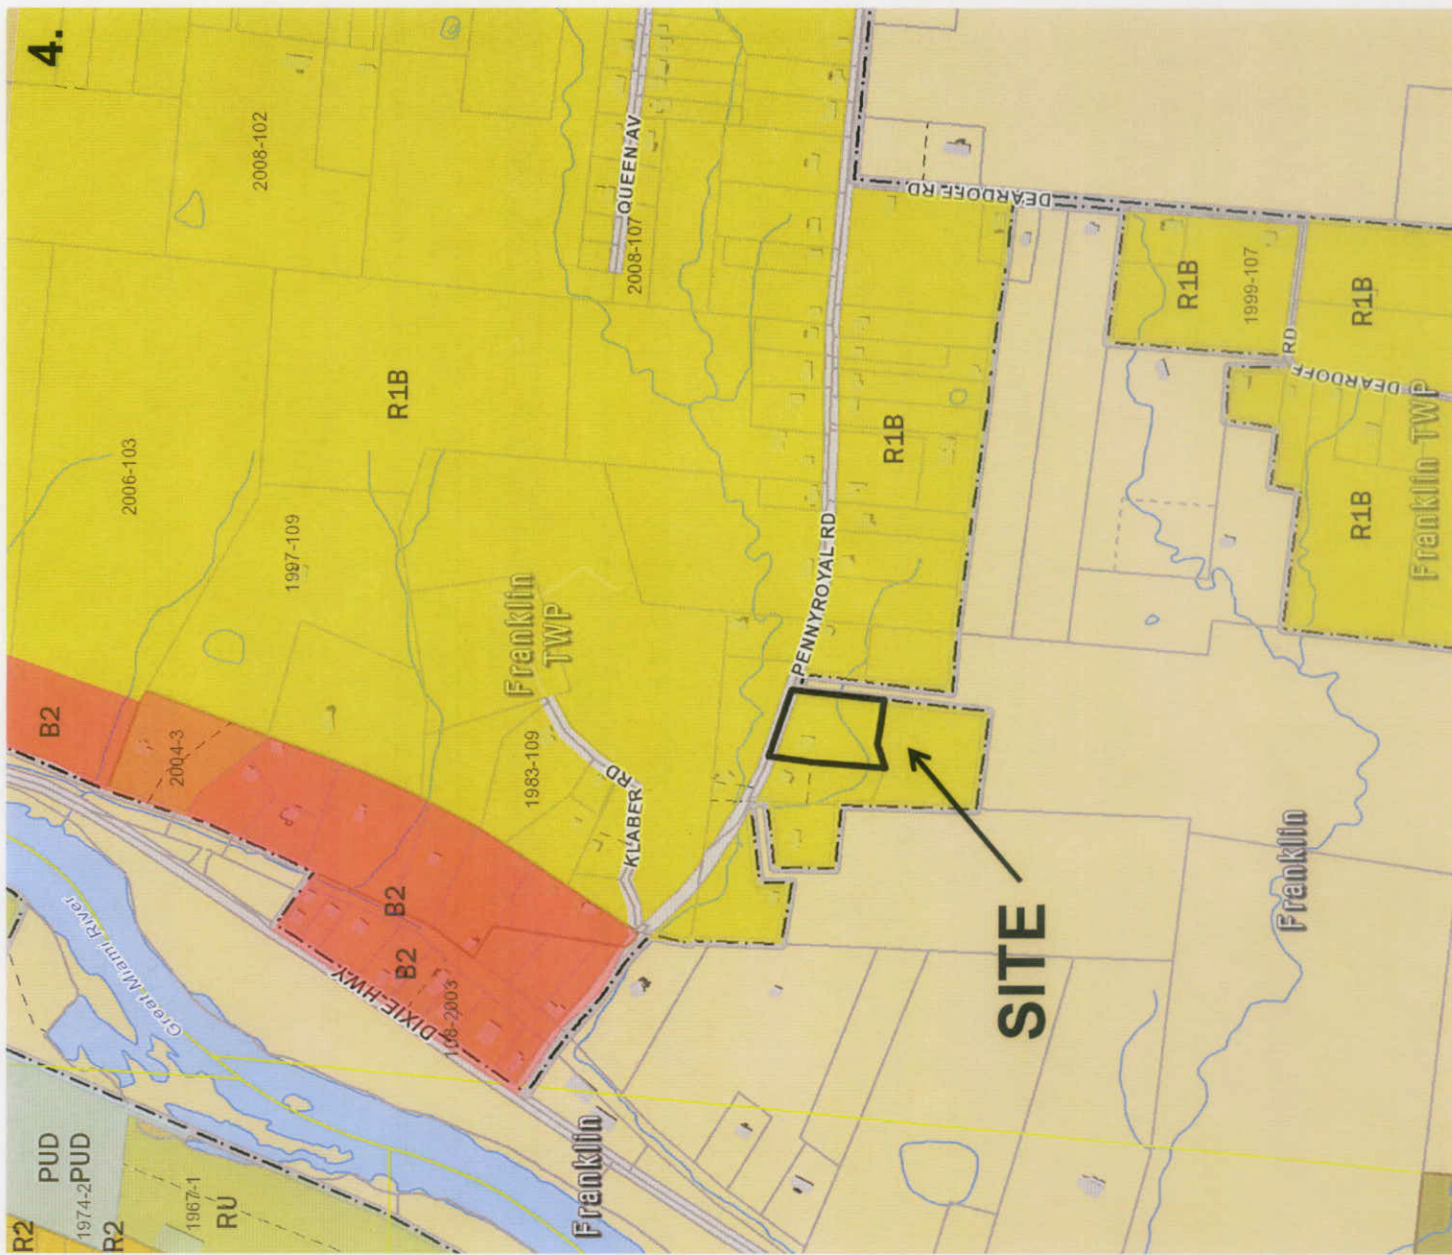 4.
2008-102
QUEEN AV
2008-107
DEARDOFF RD
R1B
1999-107
R1B
RD
DEARDOFF
2006-103
R1B
R1B
1997-109
PENNYROYAL RD
R1B
Franklin TWP
Franklin
TWP
B2
2004-3
1983-109
KLABER RD
B2
B2
DIXIE HWY
108-2003
Great Miami River
SITE
Franklin
Franklin
PUD
1974-2PUD
R2
R2
1967-1
RU